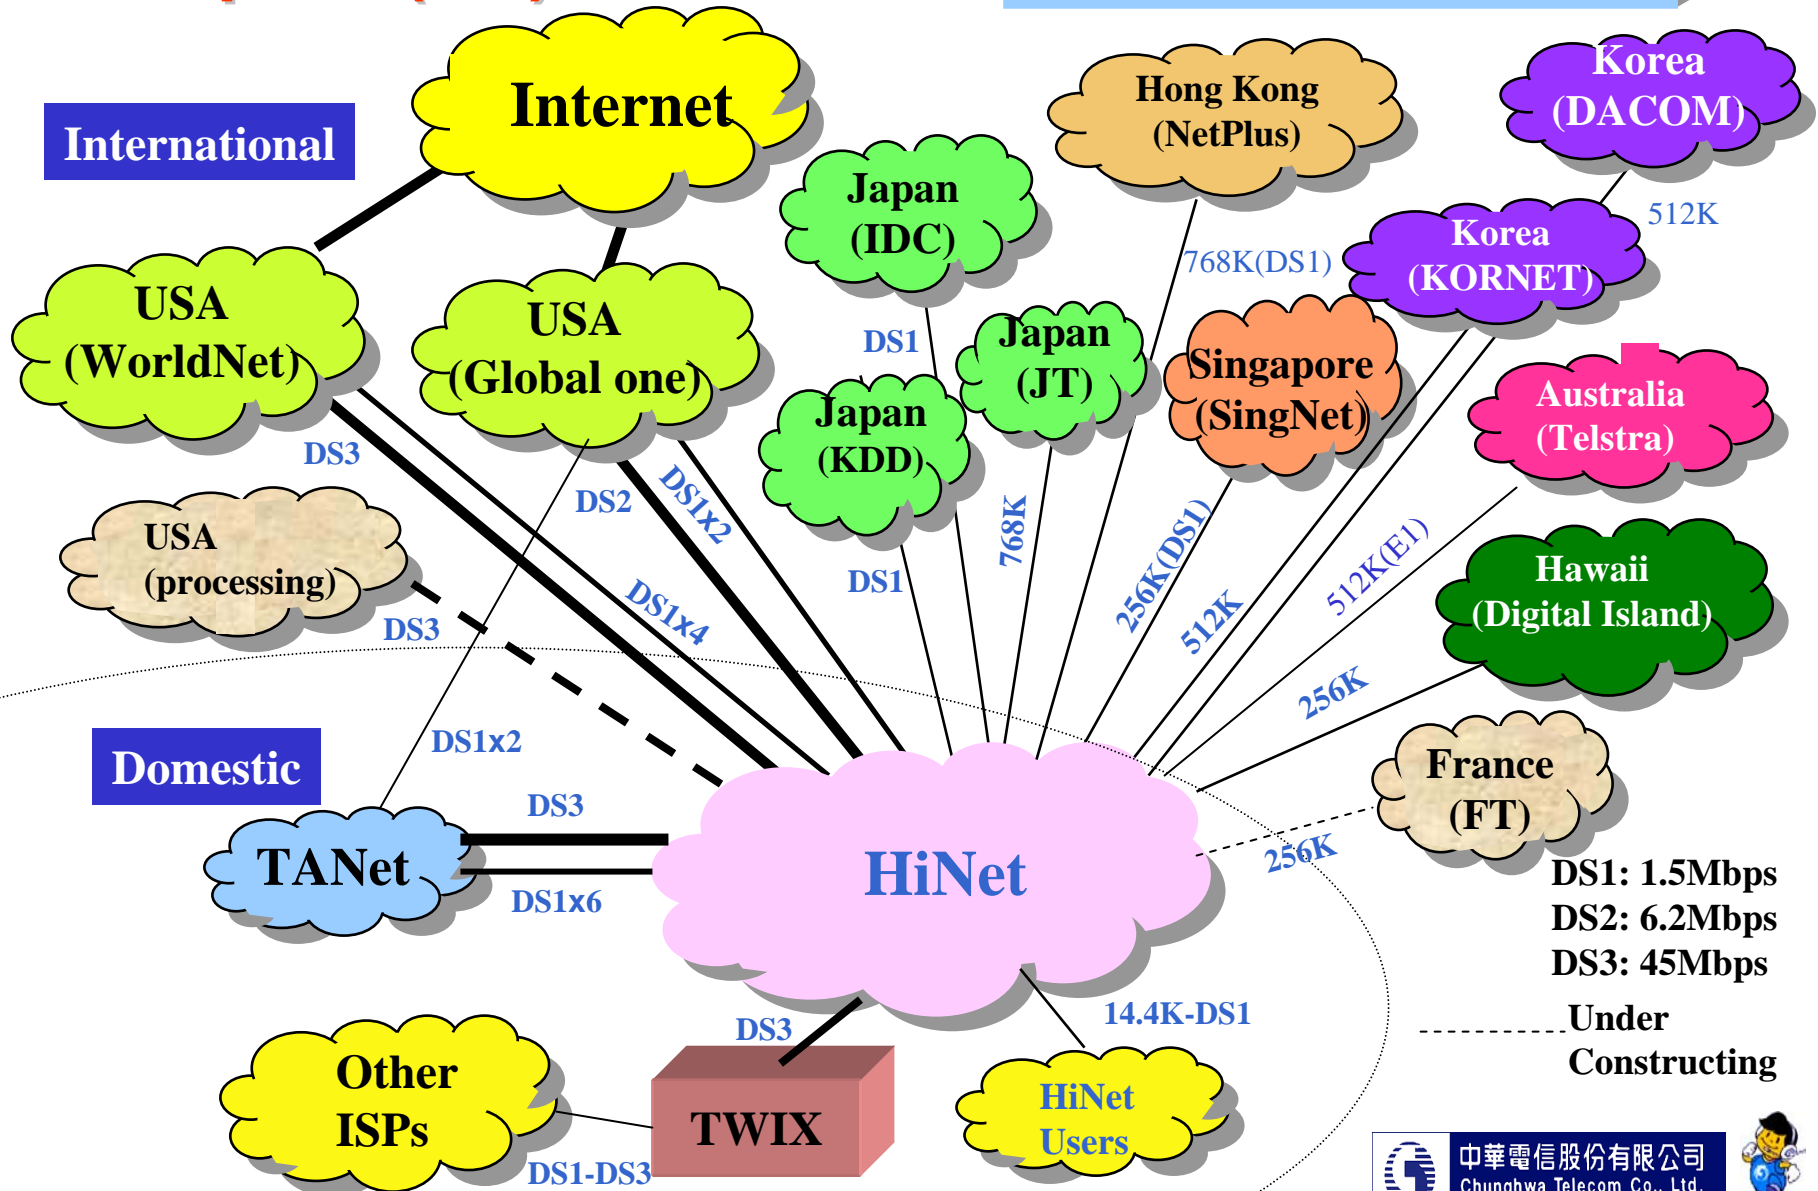 International
Internet
Hong Kong
(NetPlus)
Korea
(DACOM)
512K
Japan
(IDC)
768K(DS1)
Korea
(KORNET)
USA
(WorldNet)
USA
(Global one)
DS1
Japan
(JT)
Singapore
(SingNet)
Australia
(Telstra)
Japan
(KDD)
DS3
DS2
DS1x2
DS1
768K
256K(DS1)
512K
512K(E1)
USA
(processing)
DS3
DS1x4
Hawaii
(Digital Island)
256K
Domestic
DS1x2
France
(FT)
256K
TANet
DS3
DS1x6
HiNet
DS1: 1.5Mbps
DS2: 6.2Mbps
DS3: 45Mbps
Under
Constructing
DS3
14.4K-DS1
Other
ISPs
DS1-DS3
TWIX
HiNet
Users
中華電信股份有限公司
Chunghwa Telecom Co., Ltd.